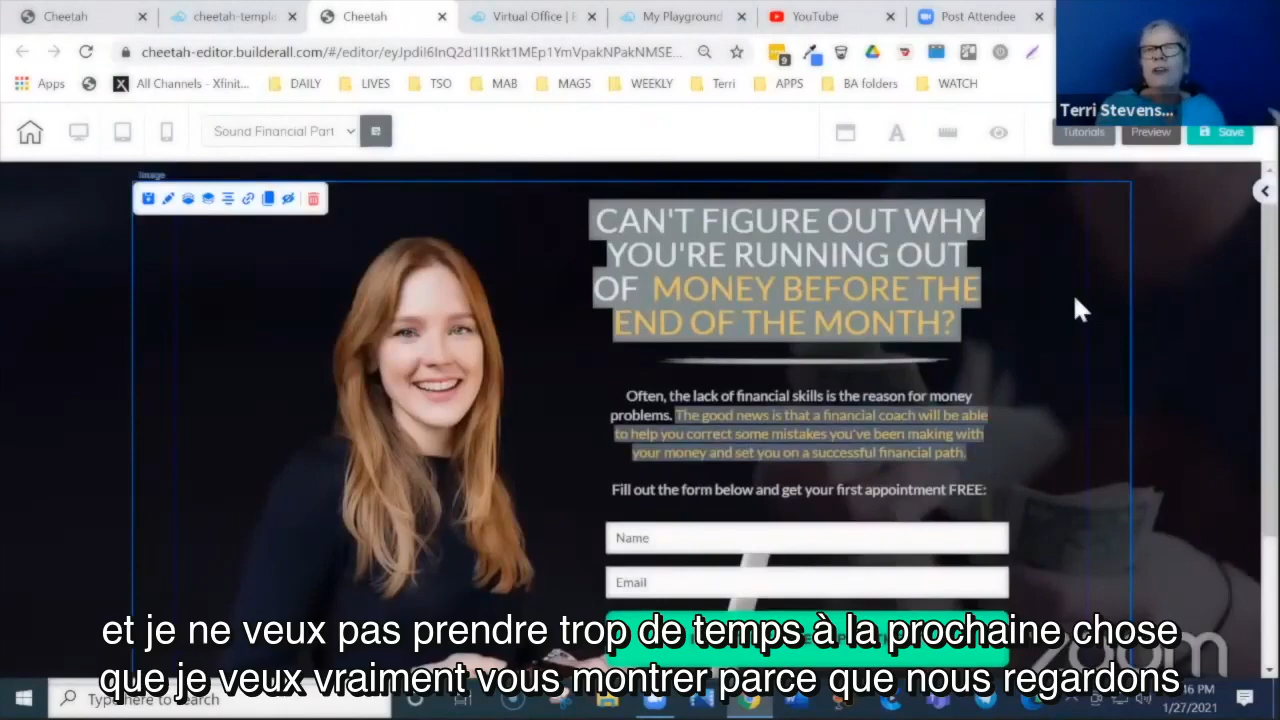 Cheetah
cheetah-templ
Cheetah
Virtual Office | E
My Playground
YouTube
Post Attendee
cheetah-editor.builderall.com/#/editor/eyJpdiI6InQ2d1l1Rkt1MEp1YmVpakNPakNMSE...
9
Apps
All Channels - Xfinit...
DAILY
LIVES
TSO
MAB
MAG5
WEEKLY
Terri
APPS
BA folders
WATCH
Terri Stevens...
Sound Financial Part
Tutorials
Preview
Save
Image
CAN'T FIGURE OUT WHY
YOU'RE RUNNING OUT
OF MONEY BEFORE THE
END OF THE MONTH?
Often, the lack of financial skills is the reason for money
problems. The good news is that a financial coach will be able
to help you correct some mistakes you've been making with
your money and set you on a successful financial path.
Fill out the form below and get your first appointment FREE:
Name
Email
et je ne veux pas prendre trop de temps à la prochaine chose
que je veux vraiment vous montrer parce que nous regardons
zoom
Type here to search
1/27/2021